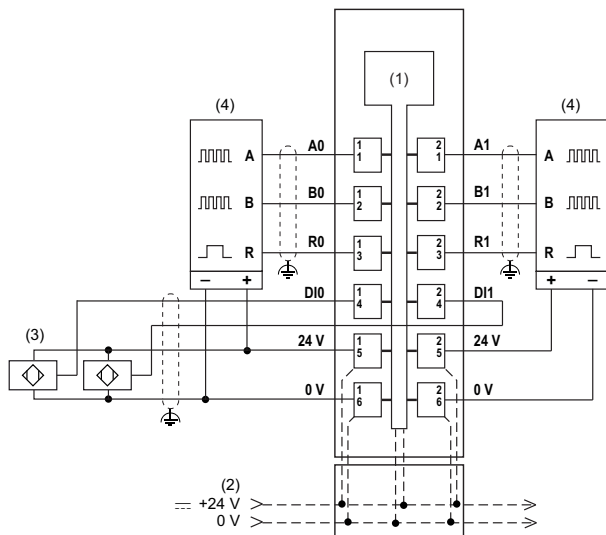 (1)
(4) (4)
A A0 1 1 2 1 A1 A
B B0 1 2 2 2 B1 B
R R0 1 3 2 3 R1 R
− + DI0 1 4 2 4 DI1 + −
(3) 24 V 1 5 2 5 24 V
0 V 1 6 2 6 0 V
(2)
+24 V
0 V